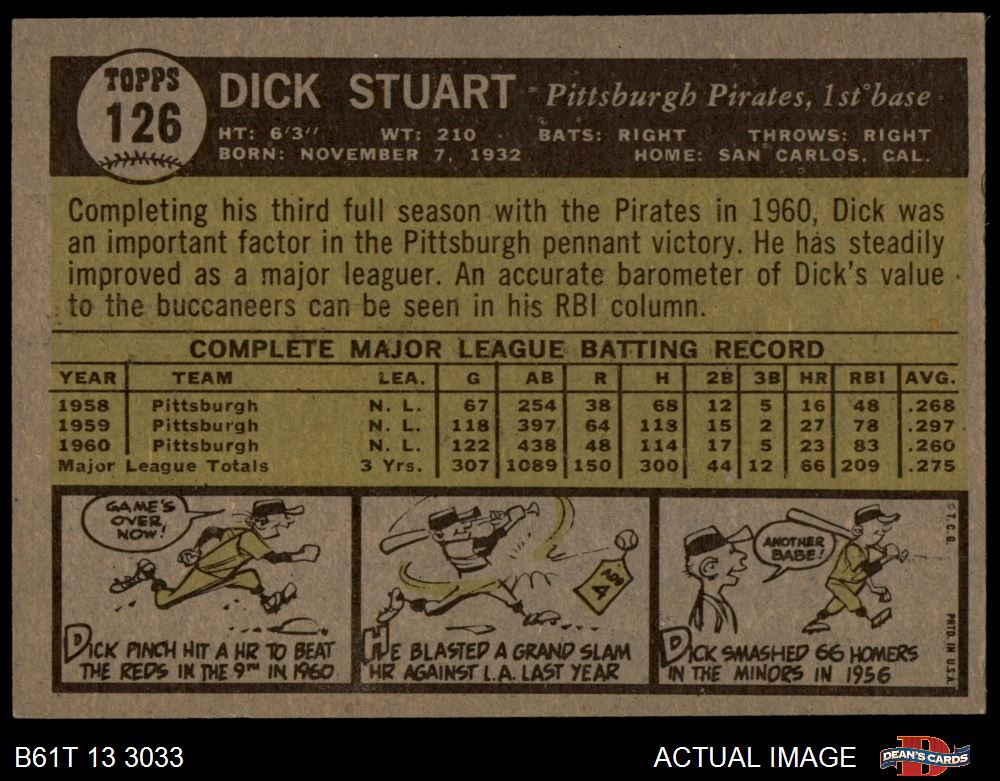 TOPPS
126
DICK STUART - Pittsburgh Pirates, 1st base
HT: 6'3" WT: 210 BATS: RIGHT THROWS: RIGHT
BORN: NOVEMBER 7, 1932 HOME: SAN CARLOS, CAL.
Completing his third full season with the Pirates in 1960, Dick was
an important factor in the Pittsburgh pennant victory. He has steadily
improved as a major leaguer. An accurate barometer of Dick's value
to the buccaneers can be seen in his RBI column.
COMPLETE MAJOR LEAGUE BATTING RECORD
YEAR TEAM LEA. G AB R H 2B 3B HR RBI AVG.
1958 Pittsburgh N. L. 67 254 38 68 12 5 16 48 .268
1959 Pittsburgh N. L. 118 397 64 118 15 2 27 78 .297
1960 Pittsburgh N. L. 122 438 48 114 17 5 23 83 .260
Major League Totals 3 Yrs. 307 1089 150 300 44 12 66 209 .275
GAME'S
OVER
NOW!
DICK PINCH HIT A HR TO BEAT
THE REDS IN THE 9TH IN 1960
AOG
4
HE BLASTED A GRAND SLAM
HR AGAINST L.A. LAST YEAR
ANOTHER
BABE!
DICK SMASHED 66 HOMERS
IN THE MINORS IN 1956
T.C.G.
PRTD. IN U.S.A.
B61T 13 3033
ACTUAL IMAGE
DEAN'S CARDS